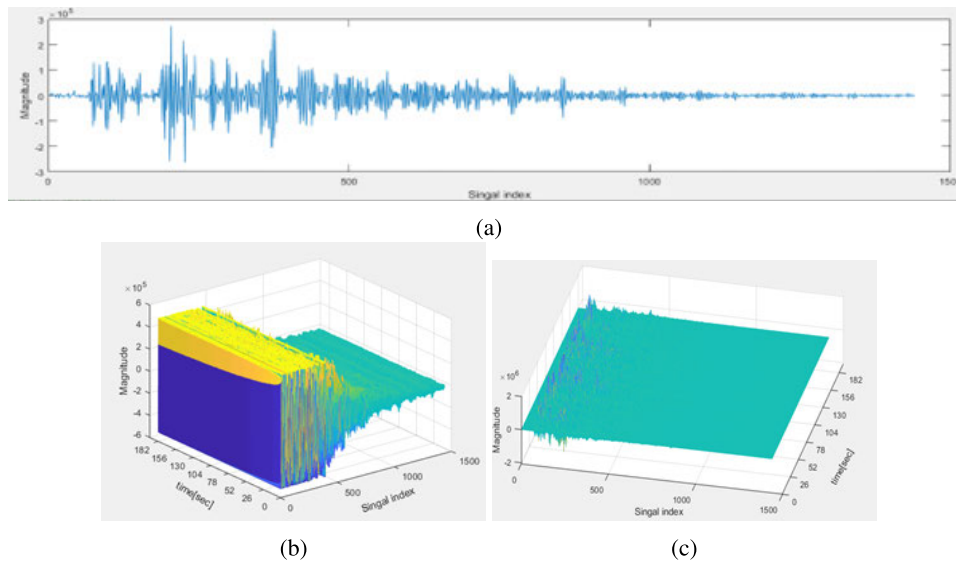 ×10⁵
3
2
1
0
-1
-2
-3
Magnitude
0 500 1000 1500
Singal index
(a)
×10⁵
6
4
2
0
-2
-4
-6
Magnitude
182 156 130 104 78 52 26 0
time[sec]
0 500 1000 1500
Singal index
(b)
×10⁶
2
0
-2
Magnitude
0 500 1000 1500
Singal index
182
156
130
104
78
52
26
0
time[sec]
(c)